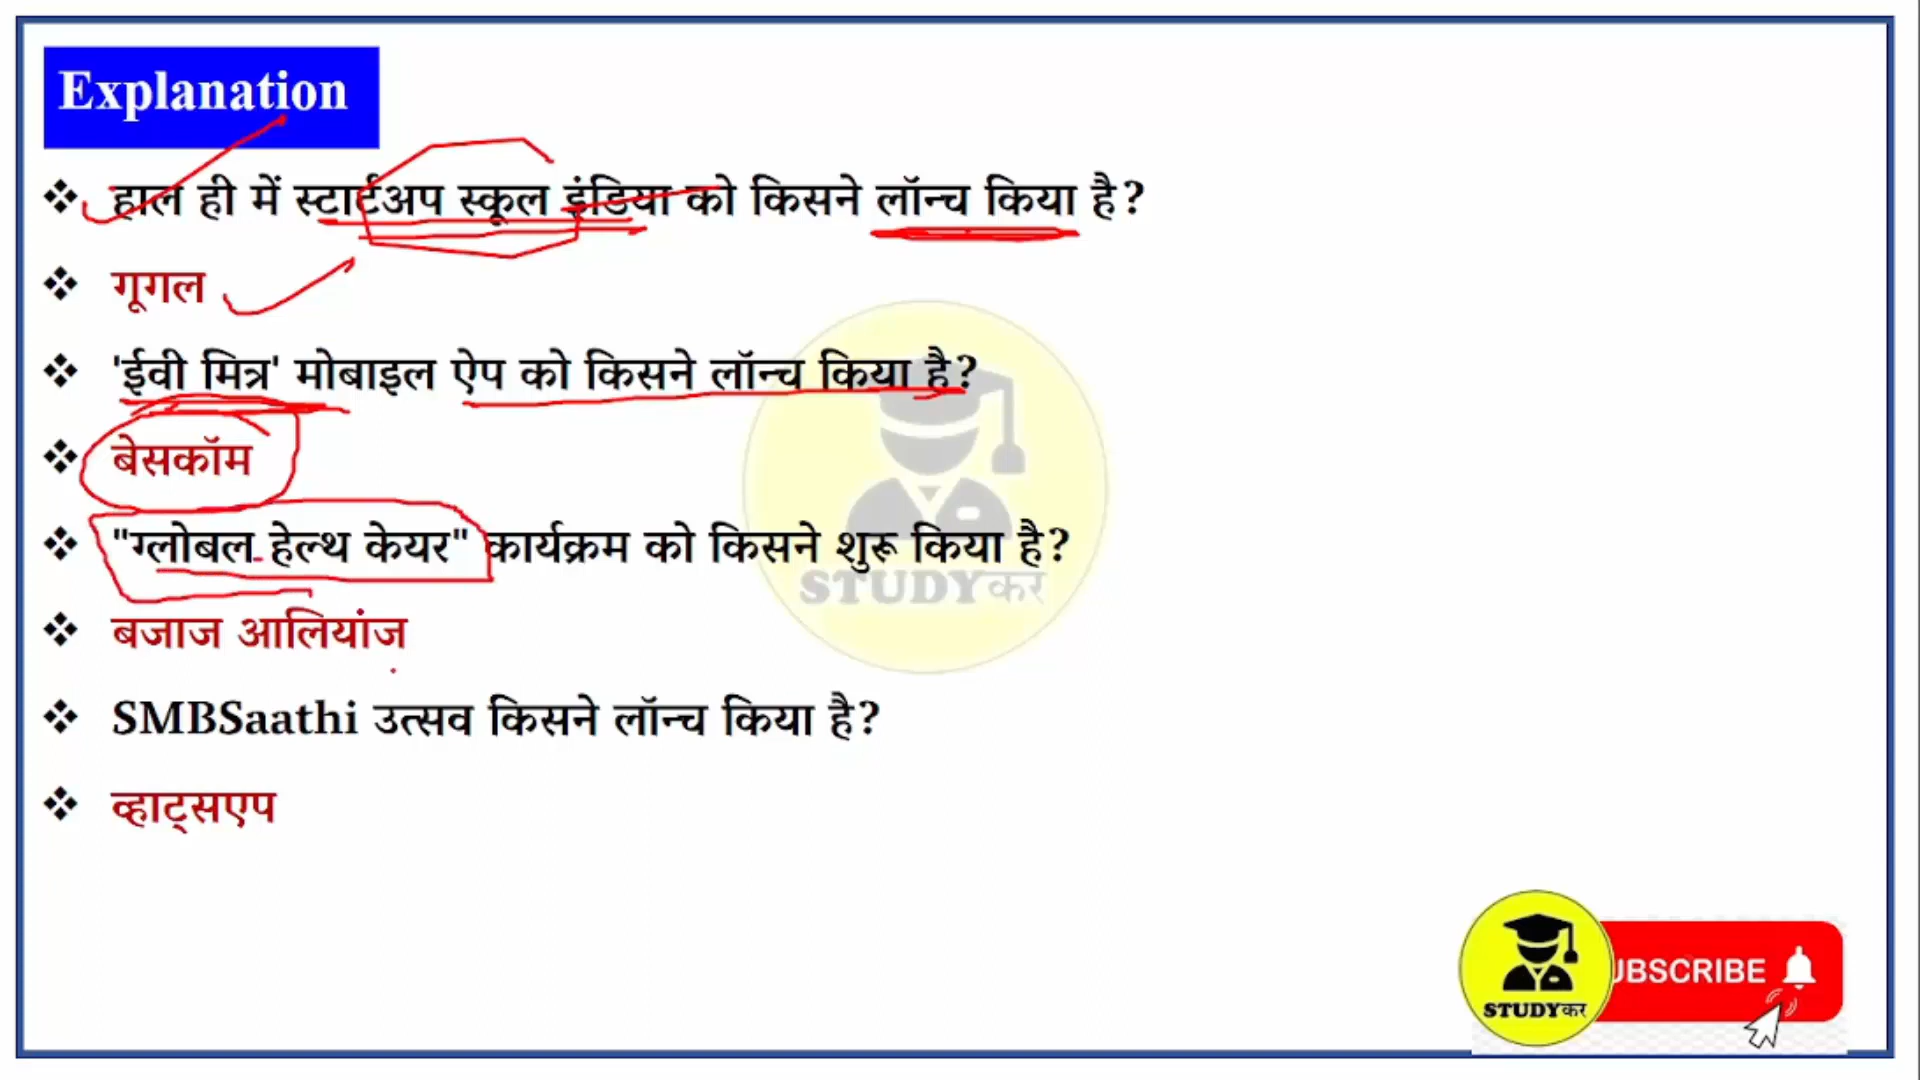 Explanation
❖ हाल ही में स्टार्टअप स्कूल इंडिया को किसने लॉन्च किया है?
❖ गूगल
❖ 'ईवी मित्र' मोबाइल ऐप को किसने लॉन्च किया है?
❖ बेसकॉम
❖ "ग्लोबल हेल्थ केयर" कार्यक्रम को किसने शुरू किया है?
STUDYकर
❖ बजाज आलियांज
❖ SMBSaathi उत्सव किसने लॉन्च किया है?
❖ व्हाट्सएप
UBSCRIBE
STUDYकर